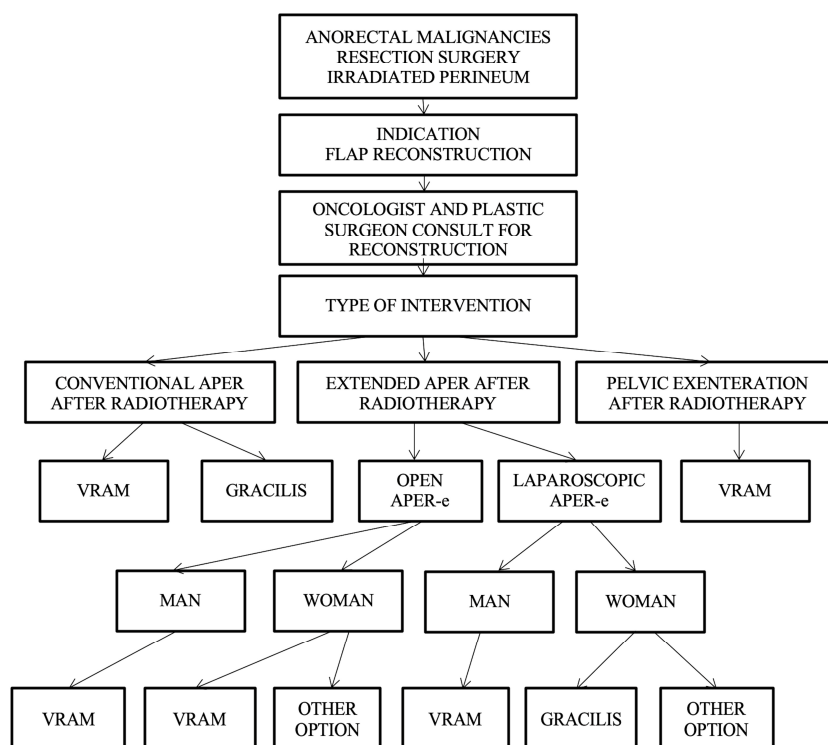 ANORECTAL MALIGNANCIES
RESECTION SURGERY
IRRADIATED PERINEUM
INDICATION
FLAP RECONSTRUCTION
ONCOLOGIST AND PLASTIC
SURGEON CONSULT FOR
RECONSTRUCTION
TYPE OF INTERVENTION
CONVENTIONAL APER
AFTER RADIOTHERAPY
EXTENDED APER AFTER
RADIOTHERAPY
PELVIC EXENTERATION
AFTER RADIOTHERAPY
VRAM
GRACILIS
OPEN
APER-e
LAPAROSCOPIC
APER-e
VRAM
MAN
WOMAN
MAN
WOMAN
VRAM
VRAM
OTHER
OPTION
VRAM
GRACILIS
OTHER
OPTION